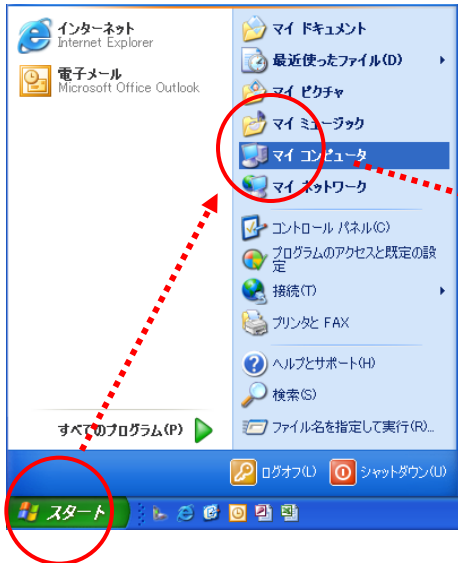 インターネット
Internet Explorer
電子メール
Microsoft Office Outlook
すべてのプログラム(P)
マイ ドキュメント
最近使ったファイル(D)
マイ ピクチャ
マイ ミュージック
マイ コンピュータ
マイ ネットワーク
コントロール パネル(C)
プログラムのアクセスと既定の設
定
接続(T)
プリンタと FAX
ヘルプとサポート(H)
検索(S)
ファイル名を指定して実行(R)...
ログオフ(L)
シャットダウン(U)
スタート